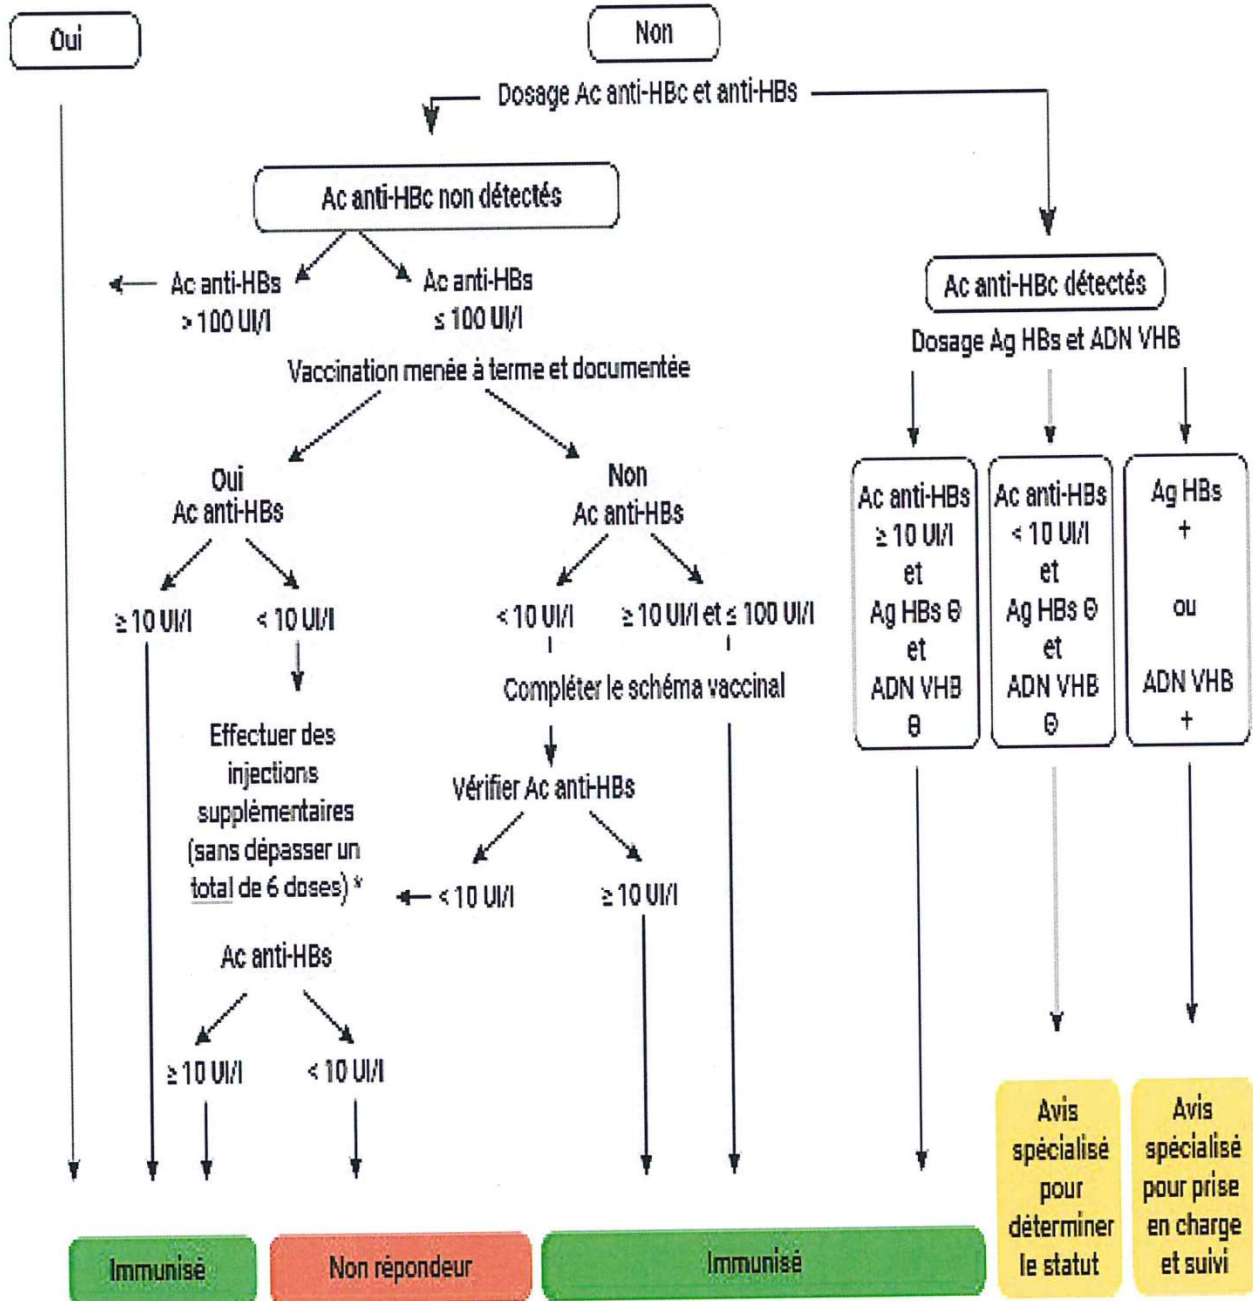 Oui
Non
Dosage Ac anti-HBc et anti-HBs
Ac anti-HBc non détectés
Ac anti-HBs
> 100 UI/l
Ac anti-HBs
≤ 100 UI/l
Ac anti-HBc détectés
Dosage Ag HBs et ADN VHB
Vaccination menée à terme et documentée
Oui
Ac anti-HBs
Non
Ac anti-HBs
≥ 10 UI/l
< 10 UI/l
< 10 UI/l
≥ 10 UI/l et ≤ 100 UI/l
Compléter le schéma vaccinal
Effectuer des
injections
supplémentaires
(sans dépasser un
total de 6 doses) *
Vérifier Ac anti-HBs
< 10 UI/l
≥ 10 UI/l
Ac anti-HBs
≥ 10 UI/l
< 10 UI/l
Ac anti-HBs
≥ 10 UI/l
et
Ag HBs ⊖
et
ADN VHB
⊖
Ac anti-HBs
< 10 UI/l
et
Ag HBs ⊖
et
ADN VHB
⊖
Ag HBs
+
ou
ADN VHB
+
Immunisé
Non répondeur
Immunisé
Avis
spécialisé
pour
déterminer
le statut
Avis
spécialisé
pour prise
en charge
et suivi